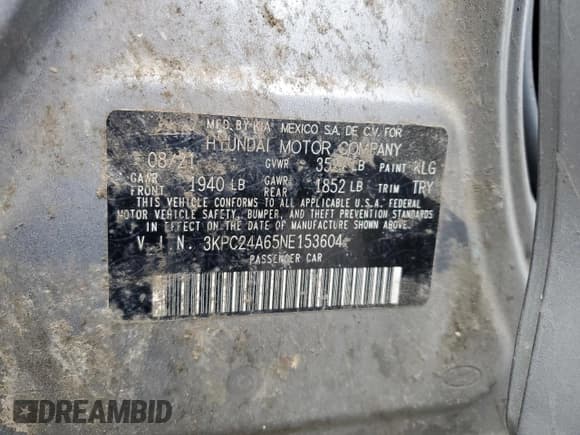 MFD. BY KIA MEXICO S.A. DE C.V. FOR
HYUNDAI MOTOR COMPANY
08/21 GVWR LB PAINT KLG
GAWR FRONT 1940 LB GAWR REAR 1852 LB TRIM TRY
THIS VEHICLE CONFORMS TO ALL APPLICABLE U.S.A. FEDERAL
MOTOR VEHICLE SAFETY, BUMPER, AND THEFT PREVENTION STANDARDS
IN EFFECT ON THE DATE OF MANUFACTURE SHOWN ABOVE.
V.I.N. 3KPC24A65NE153604
PASSENGER CAR
DREAMBID